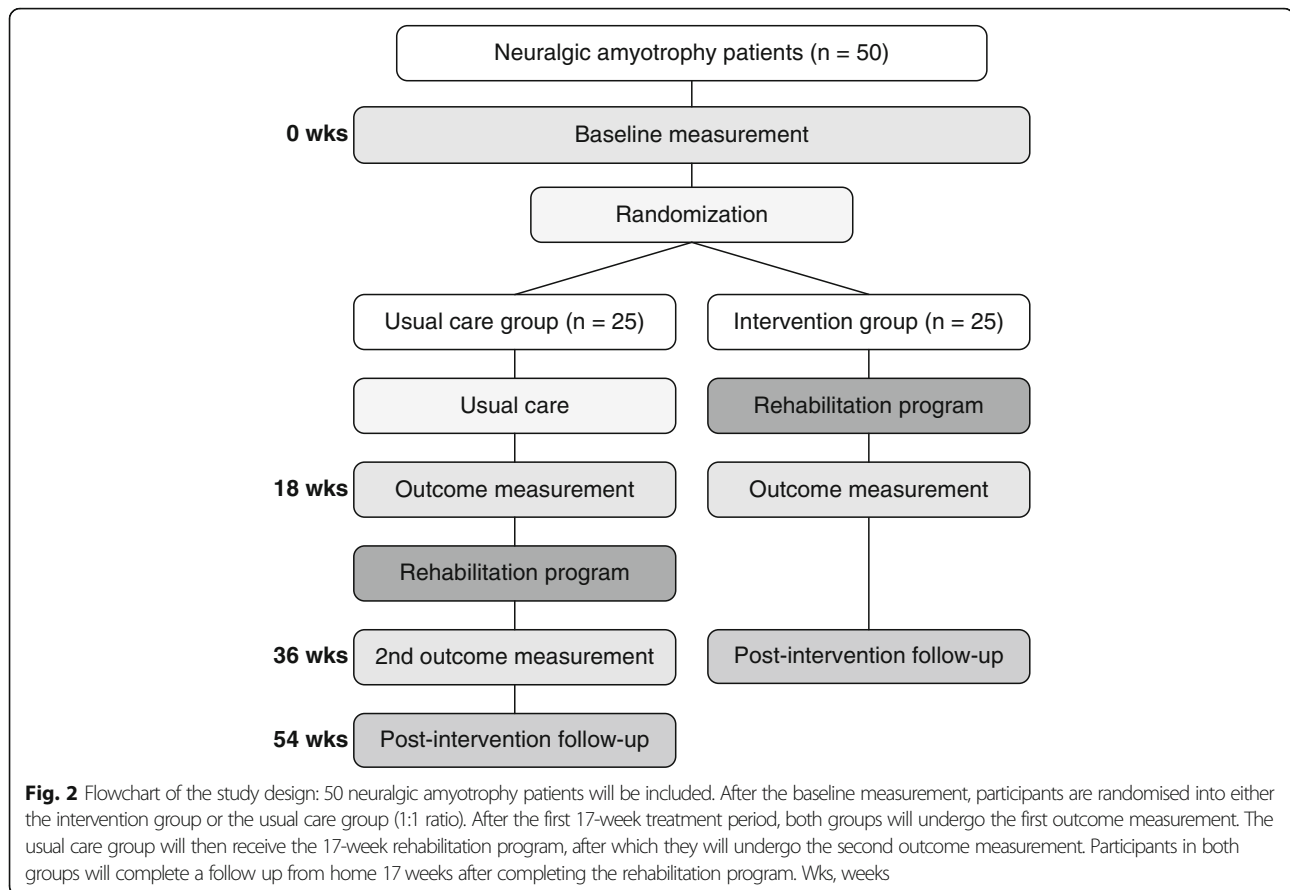 Neuralgic amyotrophy patients (n = 50)
0 wks
Baseline measurement
Randomization
Usual care group (n = 25)
Intervention group (n = 25)
Usual care
Rehabilitation program
18 wks
Outcome measurement
Outcome measurement
Rehabilitation program
36 wks
2nd outcome measurement
Post-intervention follow-up
54 wks
Post-intervention follow-up
Fig. 2 Flowchart of the study design: 50 neuralgic amyotrophy patients will be included. After the baseline measurement, participants are randomised into either
the intervention group or the usual care group (1:1 ratio). After the first 17-week treatment period, both groups will undergo the first outcome measurement. The
usual care group will then receive the 17-week rehabilitation program, after which they will undergo the second outcome measurement. Participants in both
groups will complete a follow up from home 17 weeks after completing the rehabilitation program. Wks, weeks